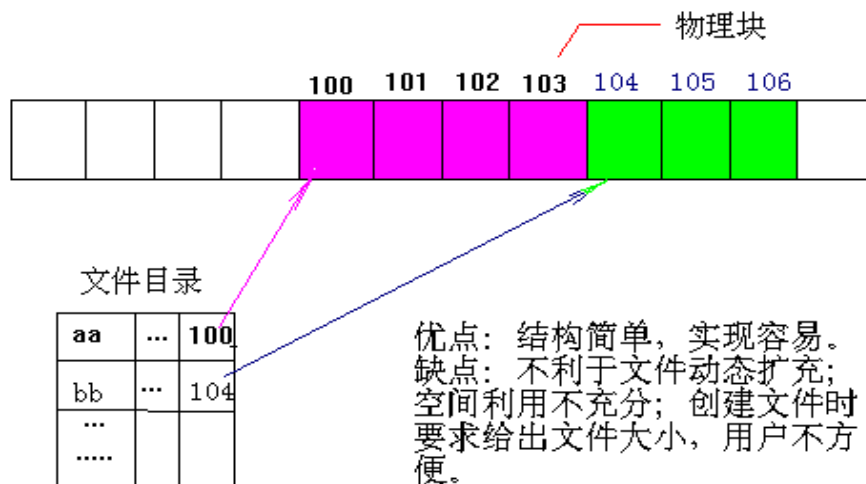 物理块
100 101 102 103 104 105 106
文件目录
aa ... 100
bb ... 104
...
.....
优点：结构简单，实现容易。
缺点：不利于文件动态扩充；
空间利用不充分；创建文件时
要求给出文件大小，用户不方
便。